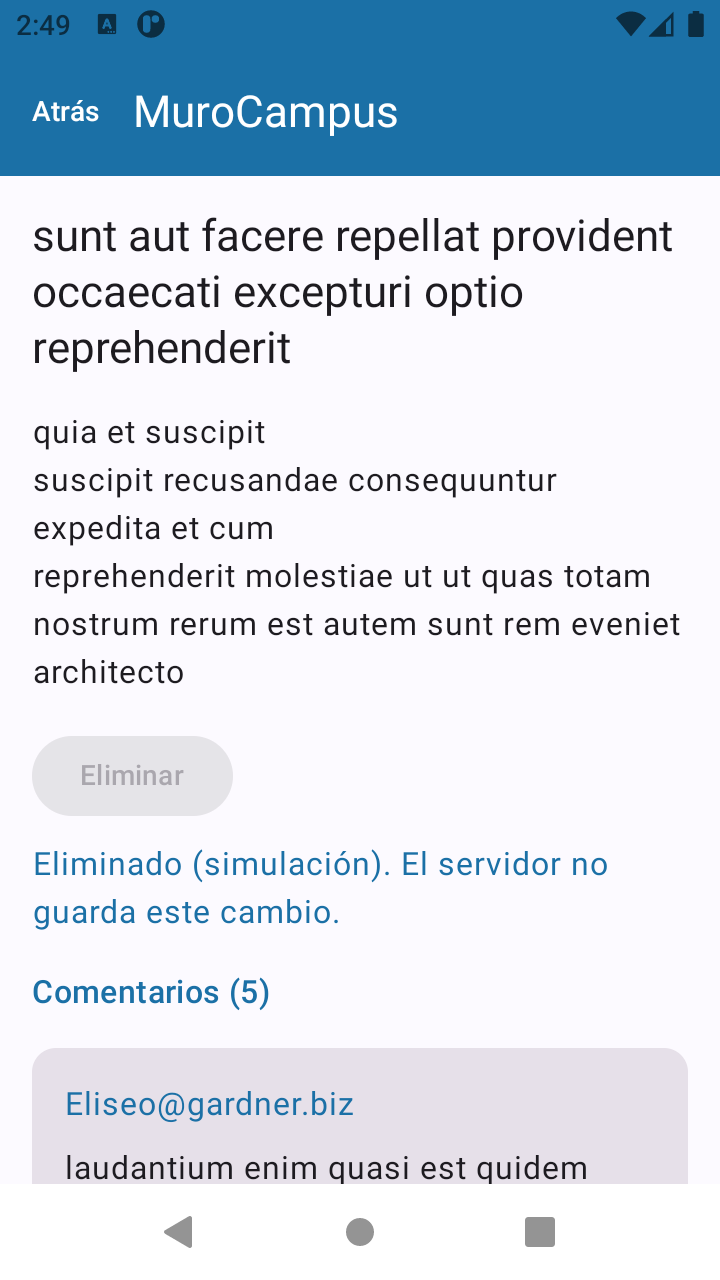 2:49
Atrás MuroCampus
sunt aut facere repellat provident
occaecati excepturi optio
reprehenderit
quia et suscipit
suscipit recusandae consequuntur
expedita et cum
reprehenderit molestiae ut ut quas totam
nostrum rerum est autem sunt rem eveniet
architecto
Eliminar
Eliminado (simulación). El servidor no
guarda este cambio.
Comentarios (5)
Eliseo@gardner.biz
laudantium enim quasi est quidem